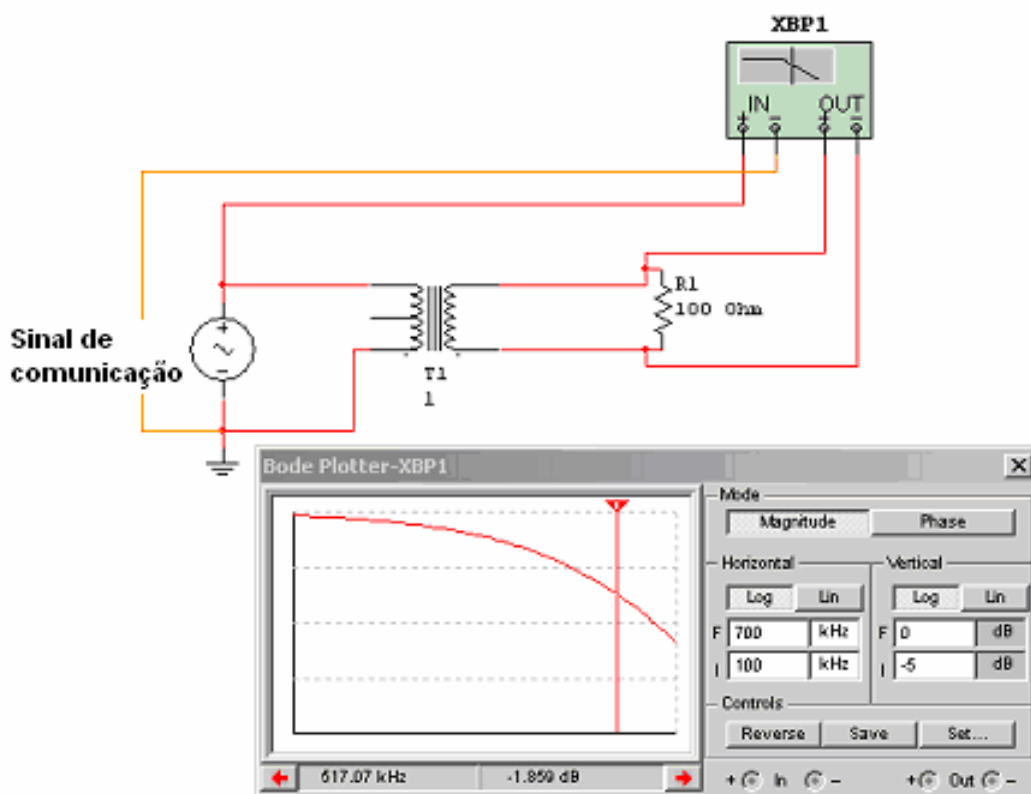 XBP1
IN OUT
+ - + -
R1
100 Ohm
Sinal de
comunicação
T1
1
Bode Plotter-XBP1
Mode
Magnitude Phase
Horizontal Vertical
Log Lin Log Lin
F 700 kHz F 0 dB
I 100 kHz I -5 dB
Controls
Reverse Save Set...
517.07 kHz -1.859 dB
+ In - + Out -